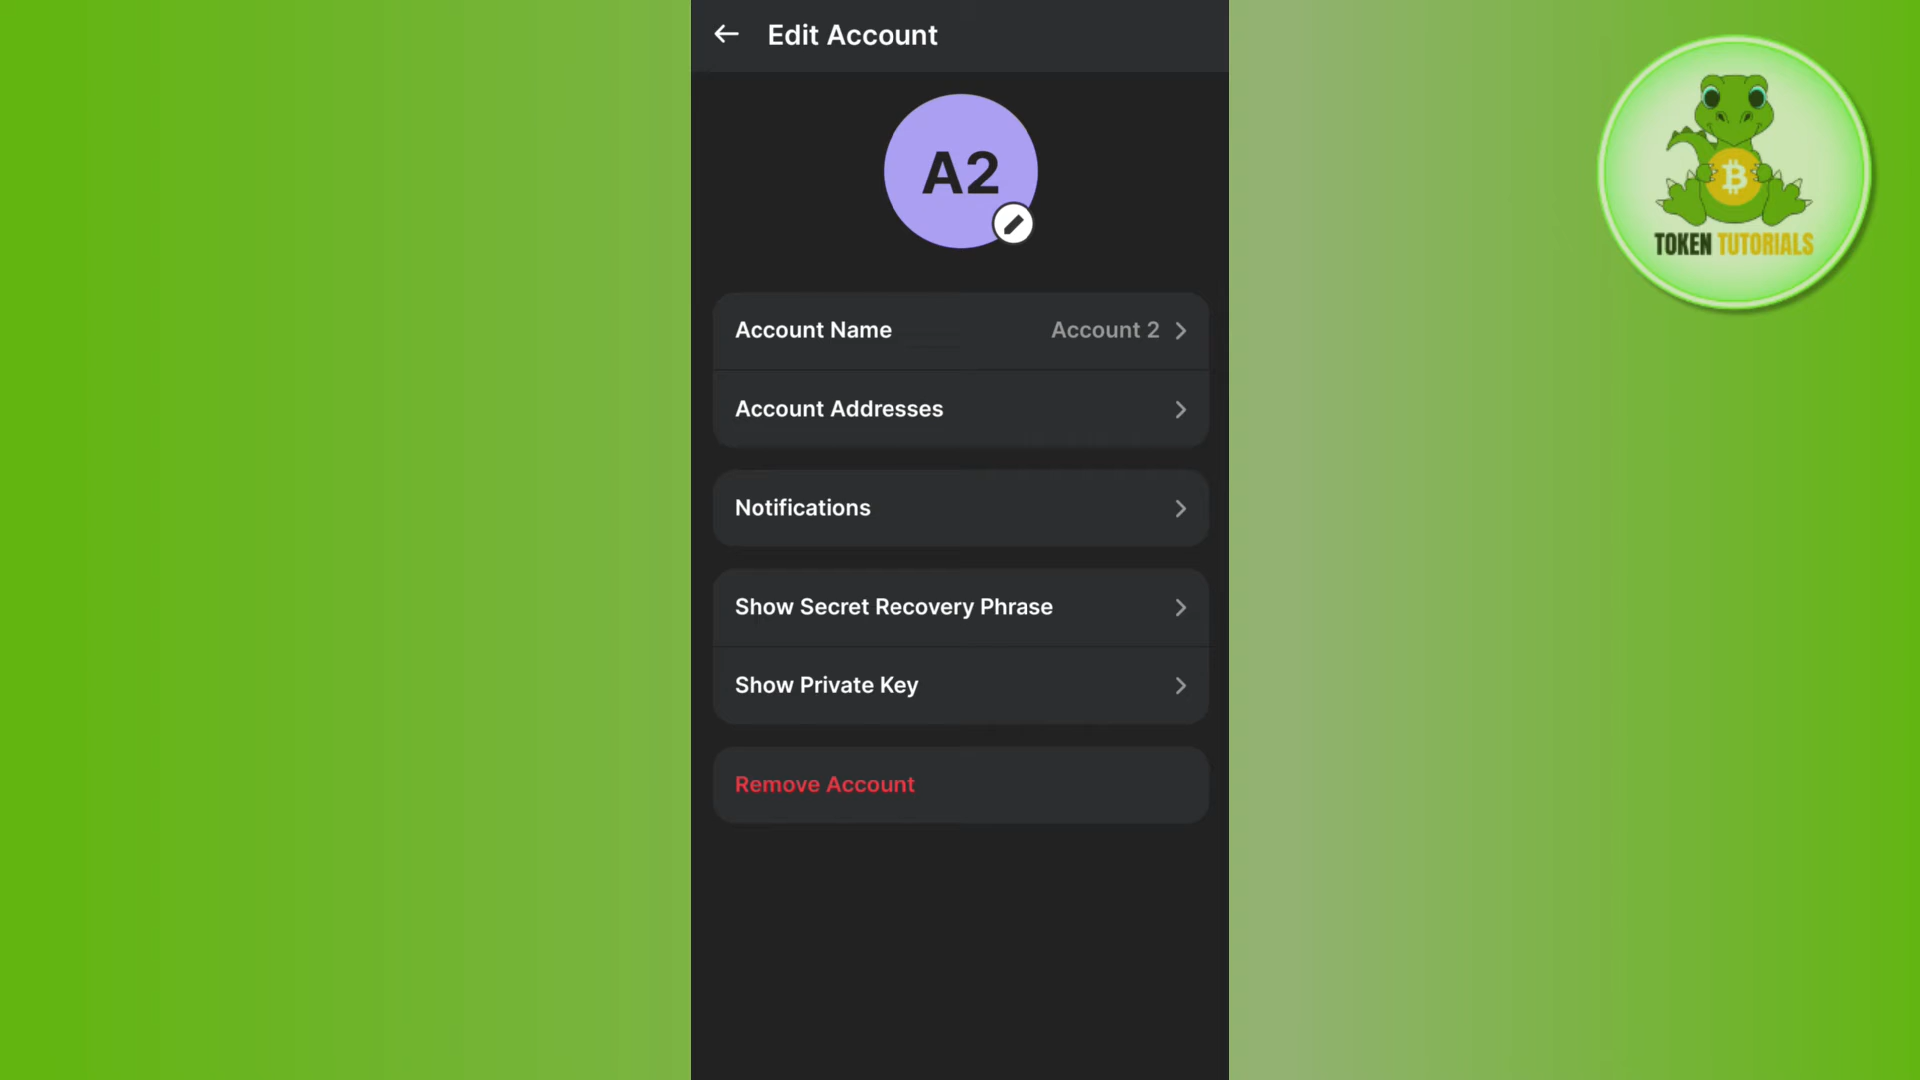 Edit Account
A2
Account Name Account 2
Account Addresses
Notifications
Show Secret Recovery Phrase
Show Private Key
Remove Account
TOKEN TUTORIALS